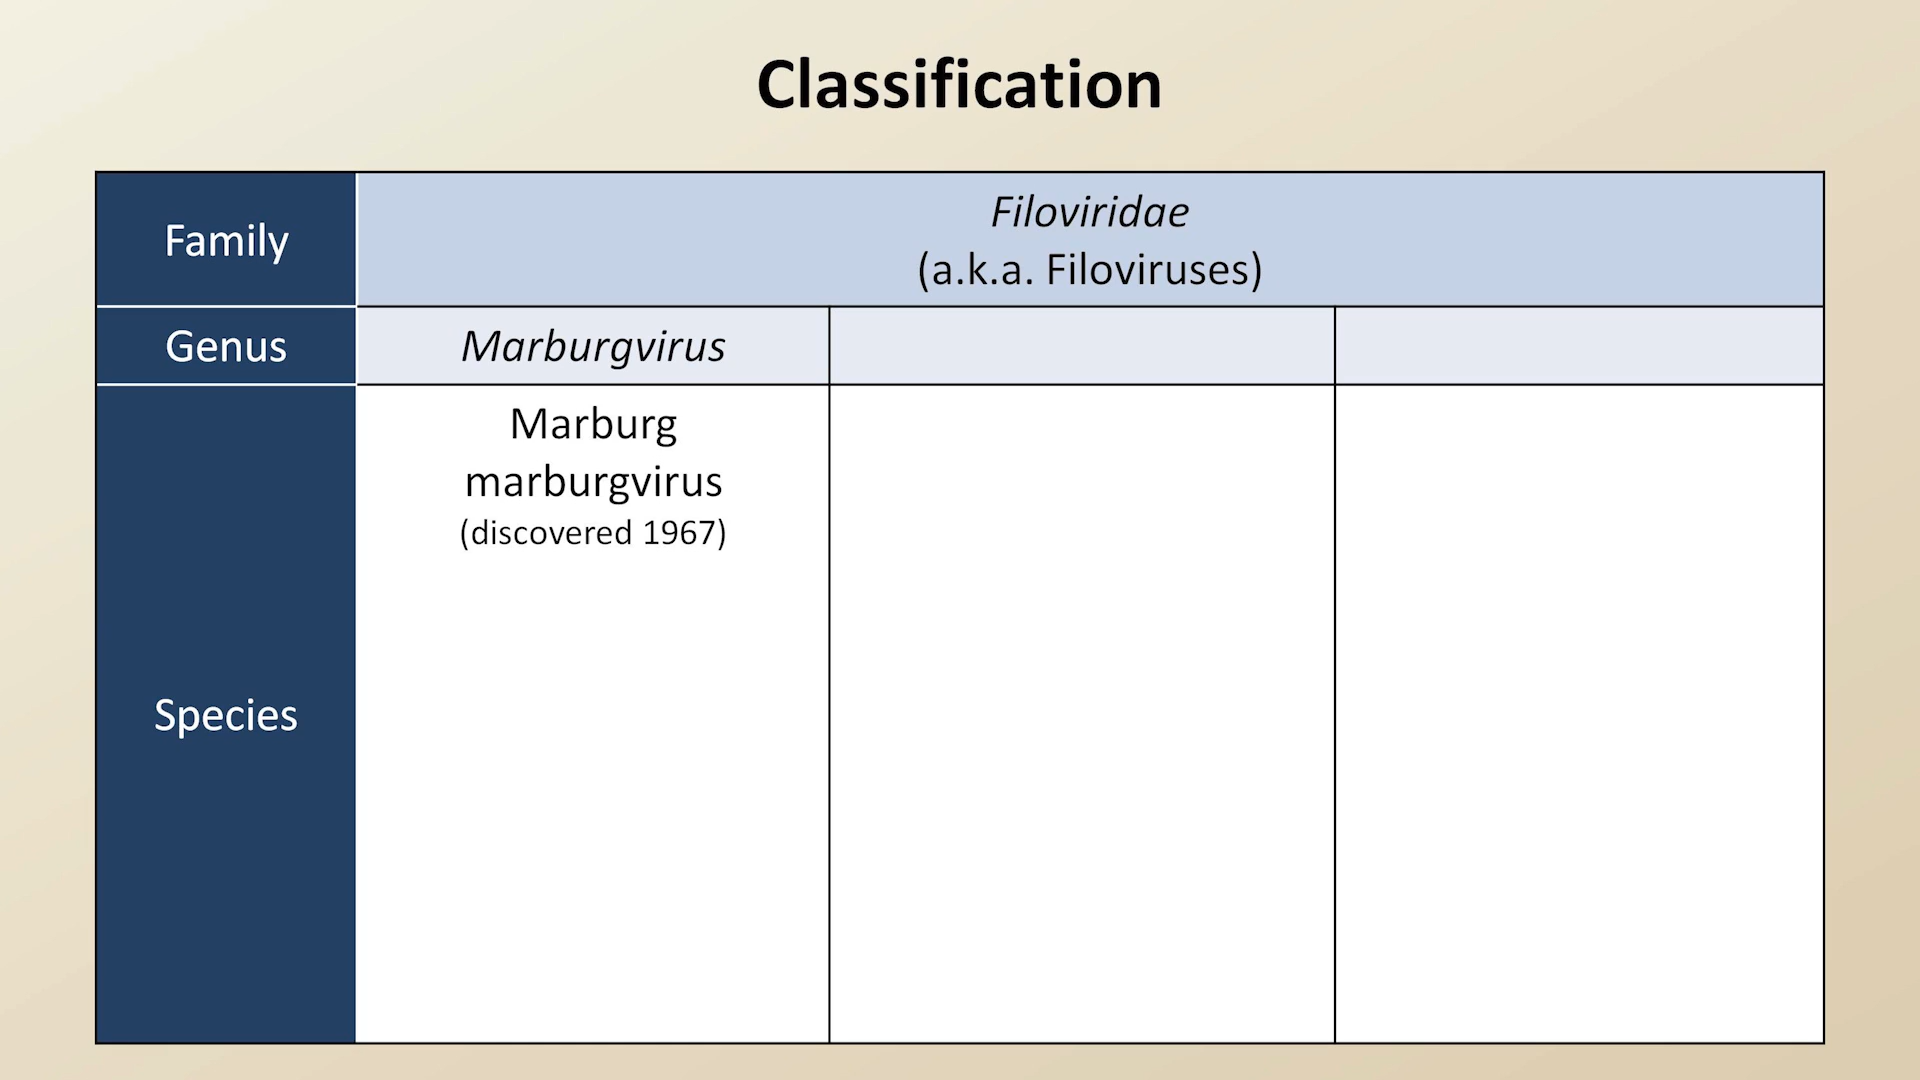 Classification
Family
Filoviridae
(a.k.a. Filoviruses)
Genus
Marburgvirus
Species
Marburg
marburgvirus
(discovered 1967)